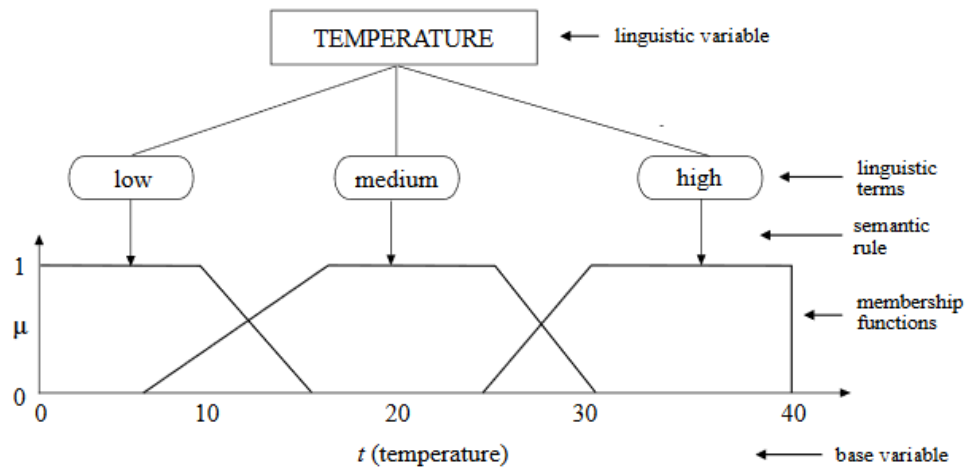 TEMPERATURE
linguistic variable
low
medium
high
linguistic
terms
semantic
rule
1
μ
membership
functions
0
0 10 20 30 40
t (temperature)
base variable